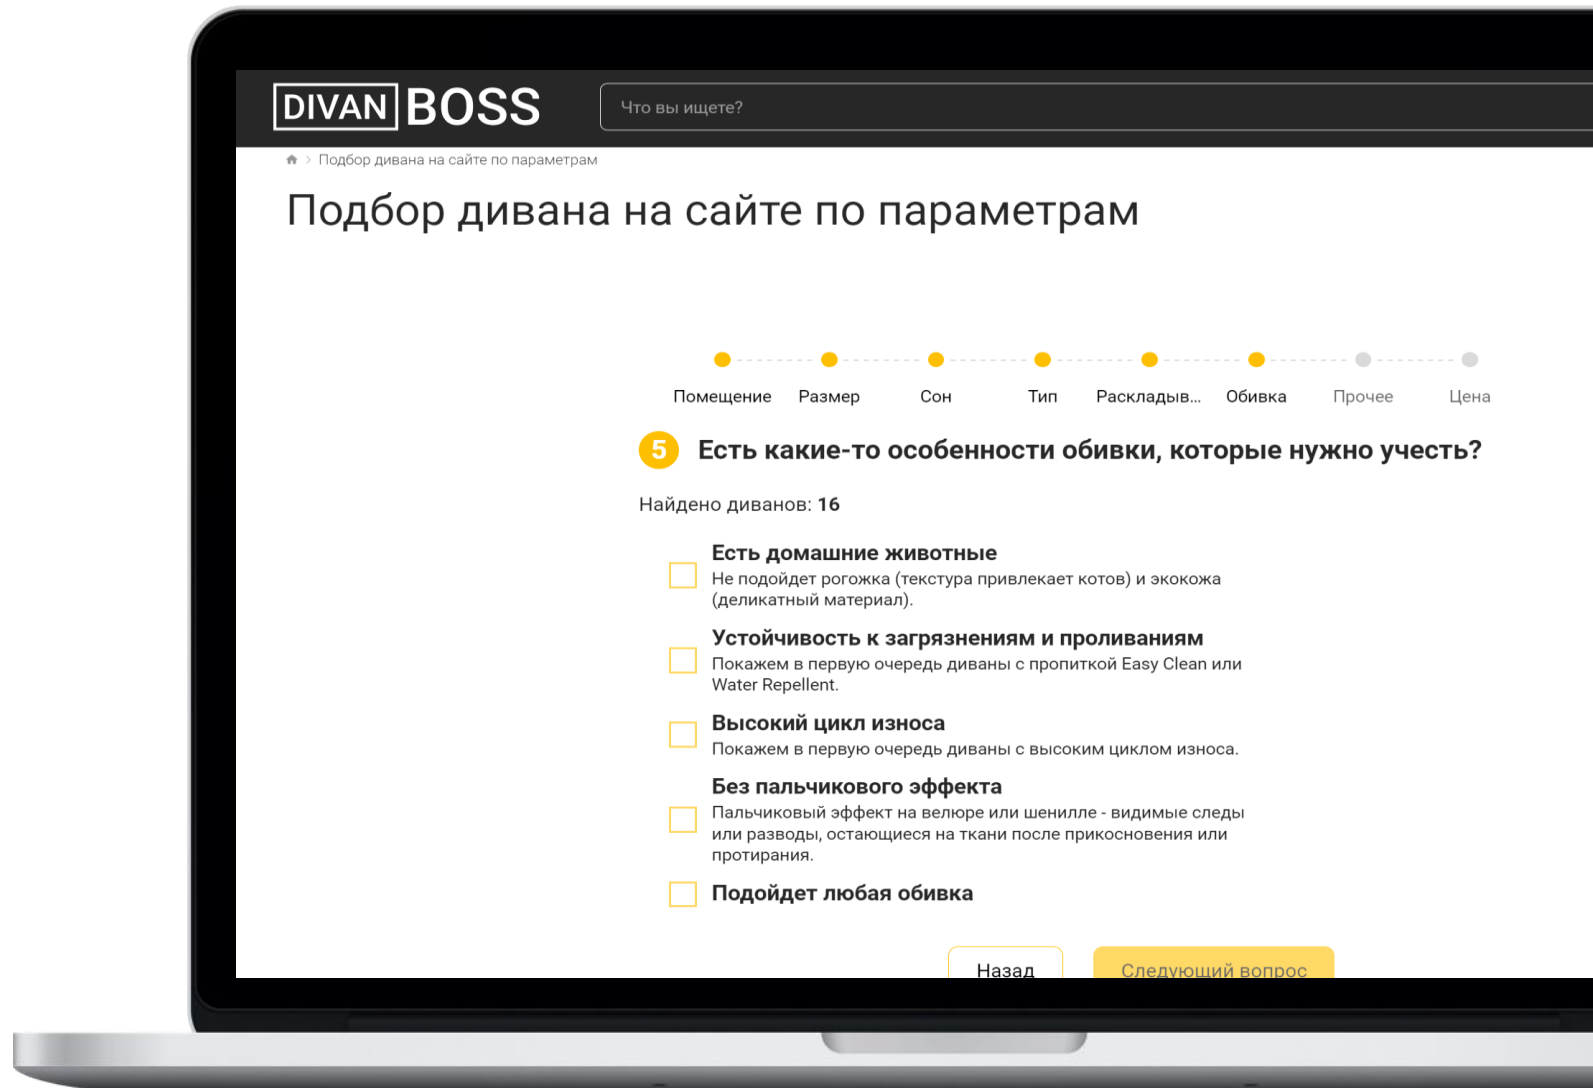 DIVAN BOSS
Что вы ищете?
Подбор дивана на сайте по параметрам
Подбор дивана на сайте по параметрам
Помещение Размер Сон Тип Раскладыв... Обивка Прочее Цена
5 Есть какие-то особенности обивки, которые нужно учесть?
Найдено диванов: 16
Есть домашние животные
Не подойдет рогожка (текстура привлекает котов) и экокожа
(деликатный материал).
Устойчивость к загрязнениям и проливаниям
Покажем в первую очередь диваны с пропиткой Easy Clean или
Water Repellent.
Высокий цикл износа
Покажем в первую очередь диваны с высоким циклом износа.
Без пальчикового эффекта
Пальчиковый эффект на велюре или шенилле - видимые следы
или разводы, остающиеся на ткани после прикосновения или
протирания.
Подойдет любая обивка
Назад Следующий вопрос